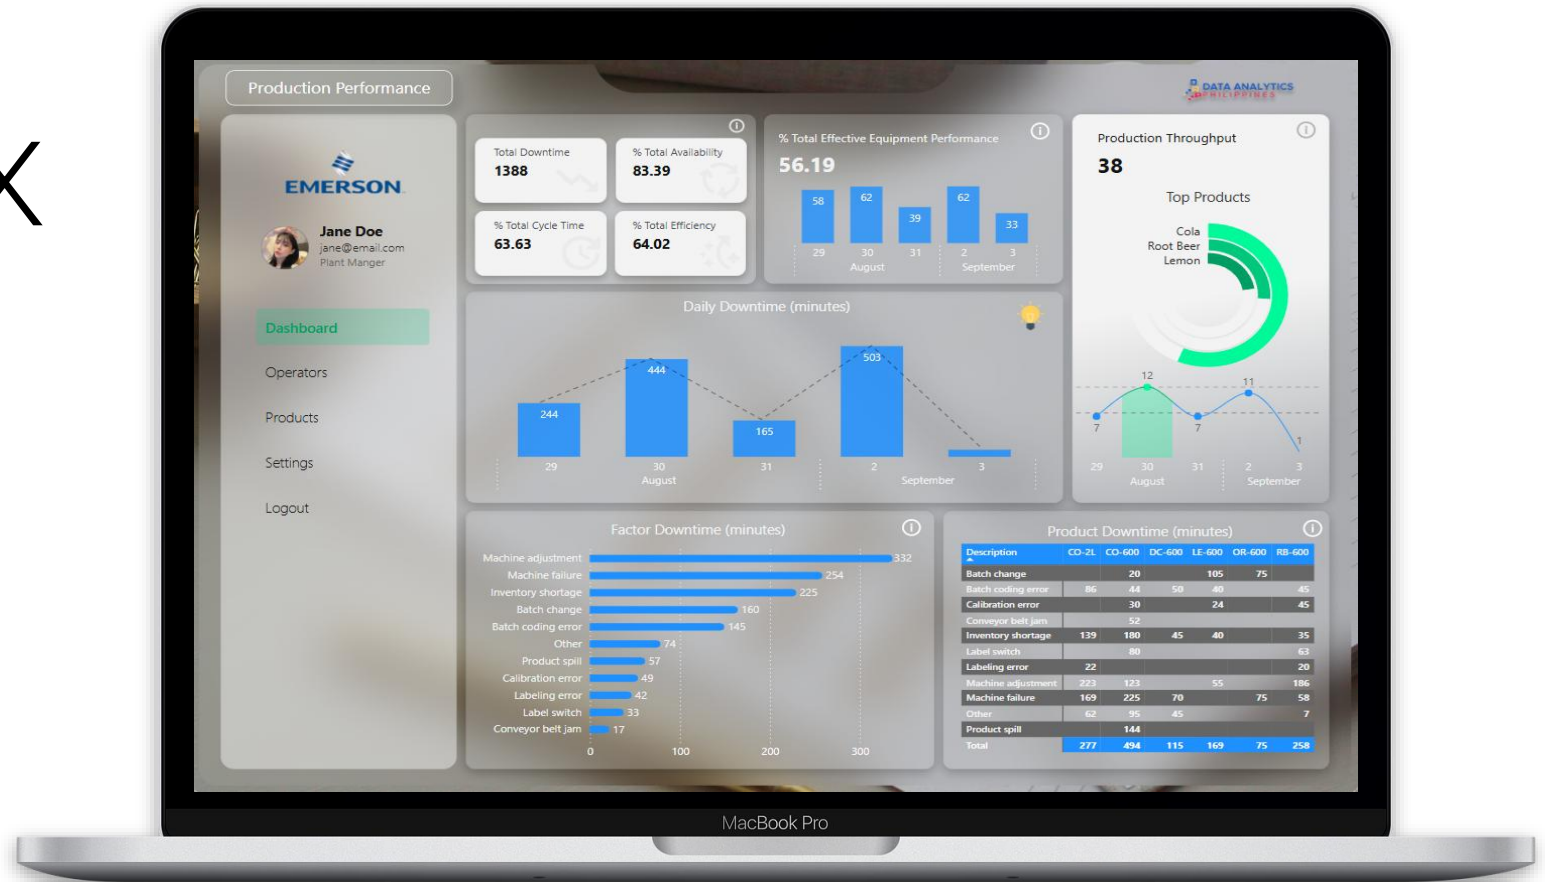 X
Production Performance
DATA ANALYTICS
PHILIPPINES
EMERSON
Jane Doe
jane@email.com
Plant Manger
Dashboard
Operators
Products
Settings
Logout
Total Downtime
1388
% Total Availability
83.39
% Total Cycle Time
63.63
% Total Efficiency
64.02
% Total Effective Equipment Performance
56.19
58 62 39 62 33
29 30 31 2 3
August September
Production Throughput
38
Top Products
Cola
Root Beer
Lemon
12 11
7 7 1
29 30 31 2 3
August September
Daily Downtime (minutes)
244 444 165 503
29 30 31 2 3
August September
Factor Downtime (minutes)
Machine adjustment 332
Machine failure 254
Inventory shortage 225
Batch change 160
Batch coding error 145
Other 74
Product spill 57
Calibration error 49
Labeling error 42
Label switch 33
Conveyor belt jam 17
0 100 200 300
Product Downtime (minutes)
Description CO-2L CO-600 DC-600 LE-600 OR-600 RB-600
Batch change 20 105 75
Batch coding error 86 44 50 40 45
Calibration error 30 24 45
Conveyor belt jam 52
Inventory shortage 139 180 45 40 35
Label switch 80 63
Labeling error 22 20
Machine adjustment 223 123 55 186
Machine failure 169 225 70 75 58
Other 62 95 45 7
Product spill 144
Total 277 494 115 169 75 258
MacBook Pro